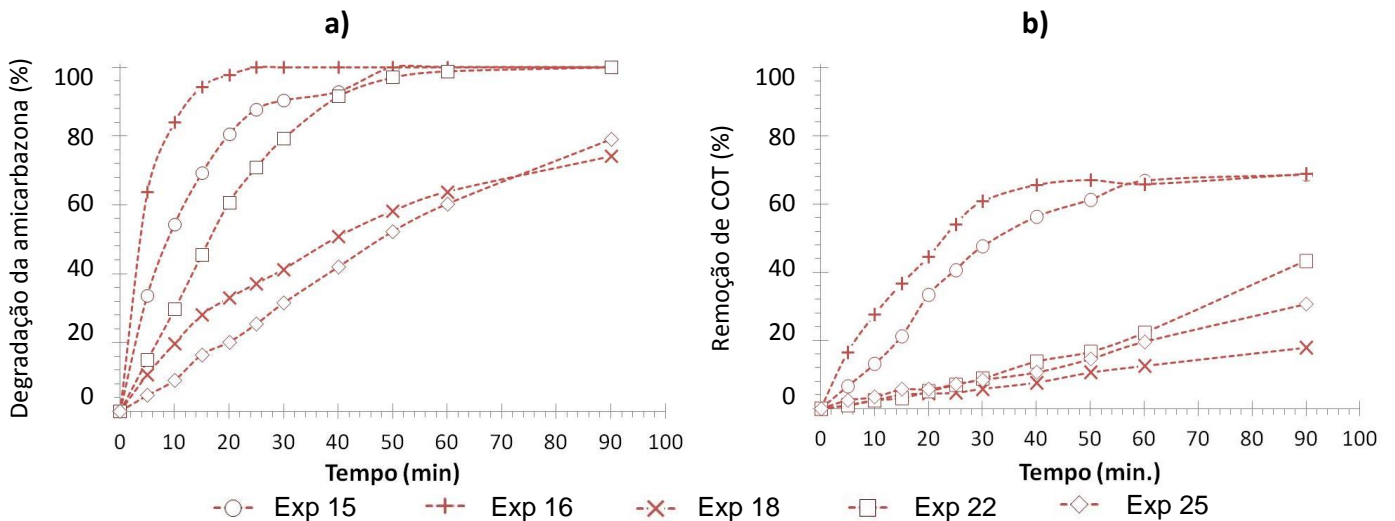 a)
b)
Degradação da amicarbazona (%)
100
80
60
40
20
0
0 10 20 30 40 50 60 70 80 90 100
Tempo (min)
Remoção de COT (%)
100
80
60
40
20
0
0 10 20 30 40 50 60 70 80 90 100
Tempo (min.)
Exp 15 Exp 16 Exp 18 Exp 22 Exp 25